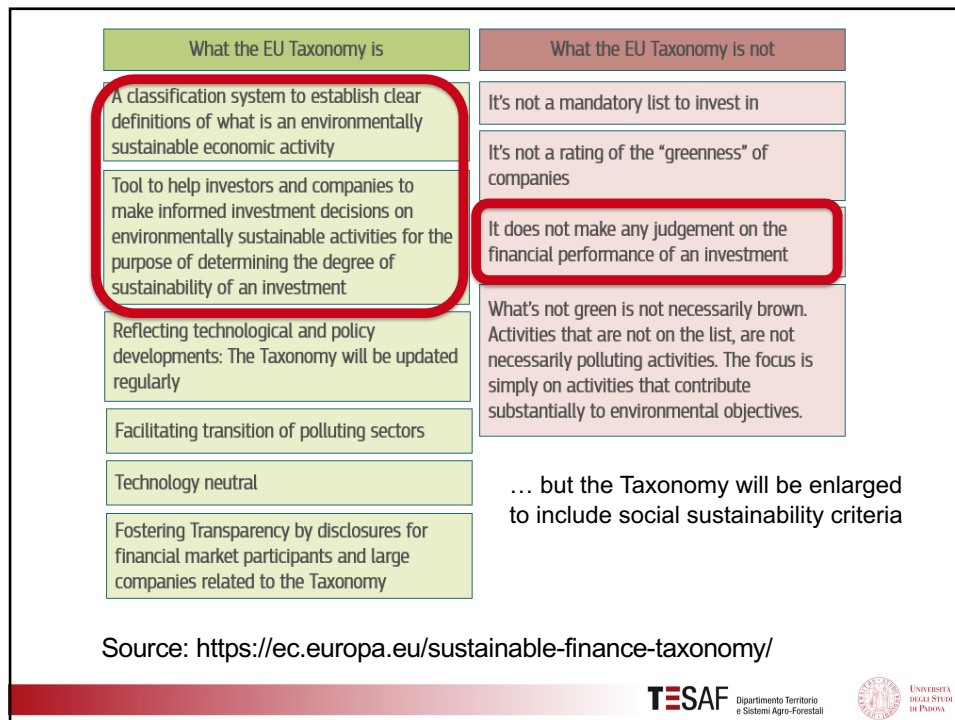 What the EU Taxonomy is
A classification system to establish clear
definitions of what is an environmentally
sustainable economic activity
Tool to help investors and companies to
make informed investment decisions on
environmentally sustainable activities for the
purpose of determining the degree of
sustainability of an investment
Reflecting technological and policy
developments: The Taxonomy will be updated
regularly
Facilitating transition of polluting sectors
Technology neutral
Fostering Transparency by disclosures for
financial market participants and large
companies related to the Taxonomy
What the EU Taxonomy is not
It's not a mandatory list to invest in
It's not a rating of the “greenness” of
companies
It does not make any judgement on the
financial performance of an investment
What's not green is not necessarily brown.
Activities that are not on the list, are not
necessarily polluting activities. The focus is
simply on activities that contribute
substantially to environmental objectives.
… but the Taxonomy will be enlarged
to include social sustainability criteria
Source: https://ec.europa.eu/sustainable-finance-taxonomy/
TESAF Dipartimento Territorio
e Sistemi Agro-Forestali
UNIVERSITÀ
DEGLI STUDI
DI PADOVA